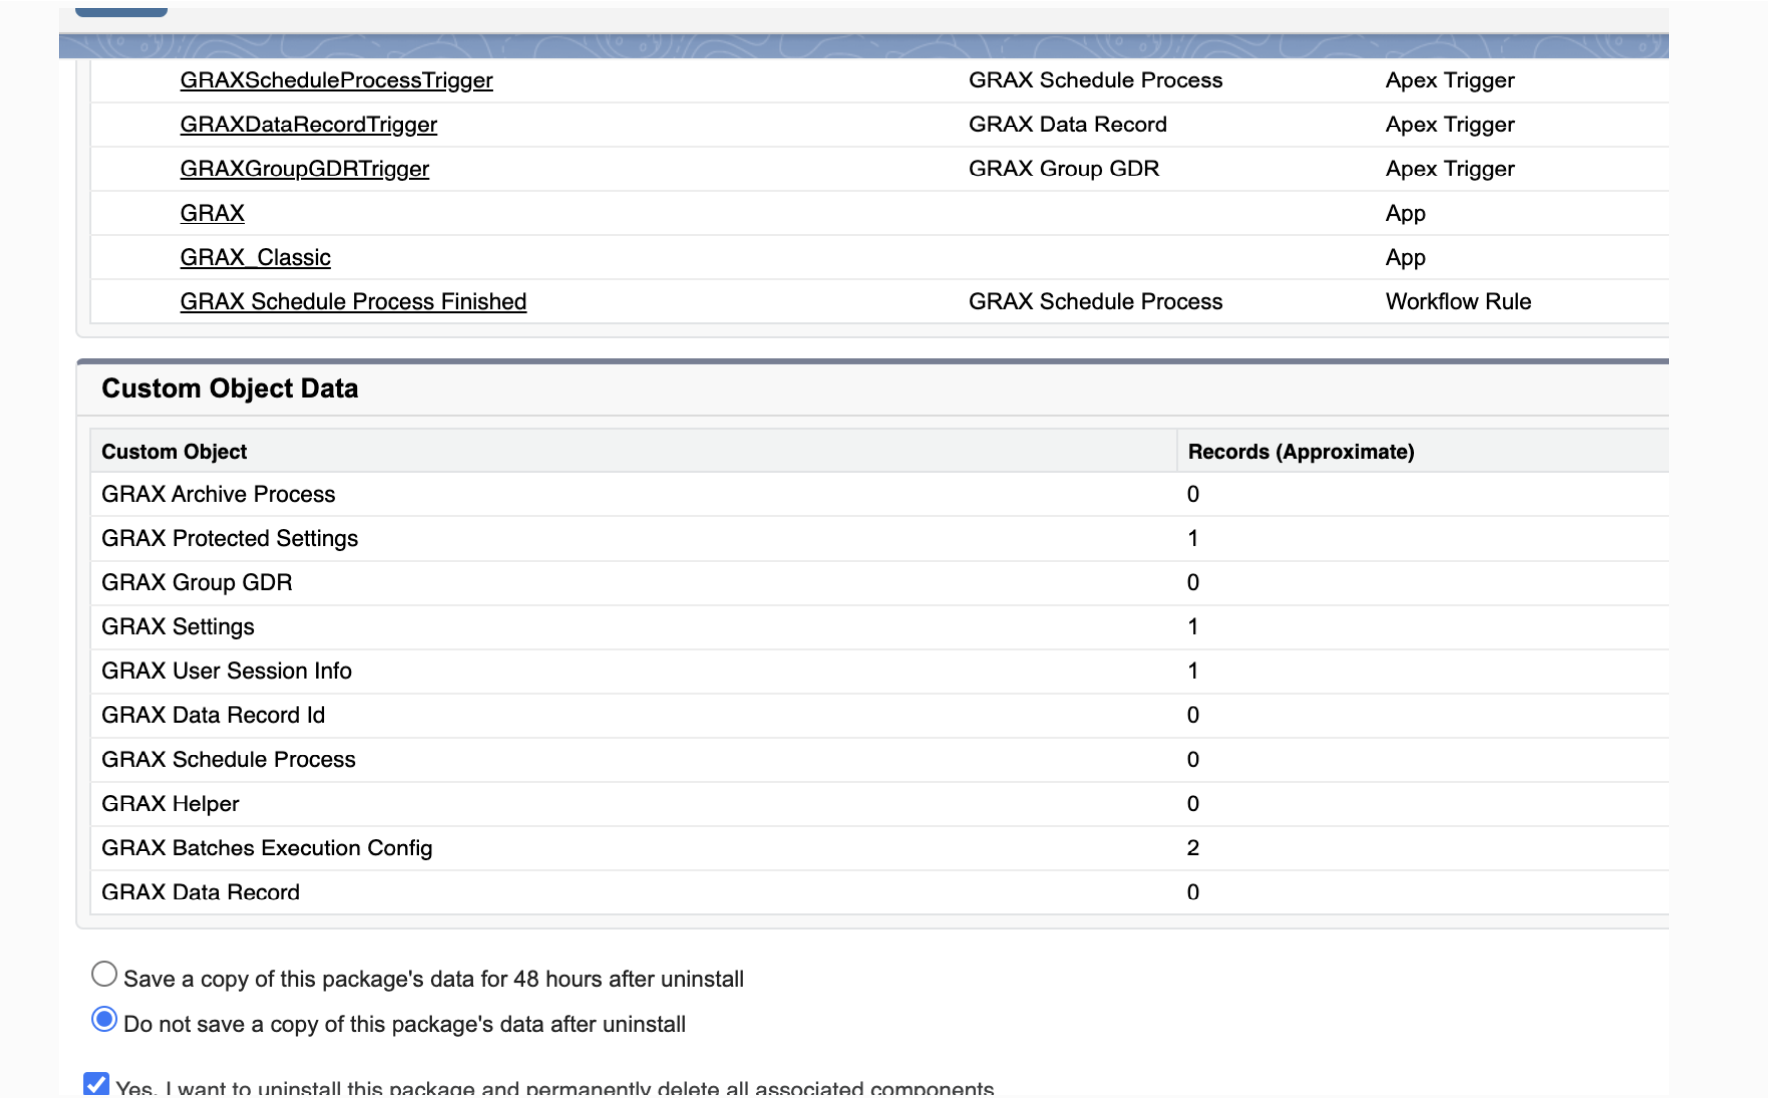 GRAXScheduleProcessTrigger GRAX Schedule Process Apex Trigger
GRAXDataRecordTrigger GRAX Data Record Apex Trigger
GRAXGroupGDRTrigger GRAX Group GDR Apex Trigger
GRAX App
GRAX_Classic App
GRAX Schedule Process Finished GRAX Schedule Process Workflow Rule
Custom Object Data
Custom Object Records (Approximate)
GRAX Archive Process 0
GRAX Protected Settings 1
GRAX Group GDR 0
GRAX Settings 1
GRAX User Session Info 1
GRAX Data Record Id 0
GRAX Schedule Process 0
GRAX Helper 0
GRAX Batches Execution Config 2
GRAX Data Record 0
Save a copy of this package's data for 48 hours after uninstall
Do not save a copy of this package's data after uninstall
Yes, I want to uninstall this package and permanently delete all associated components